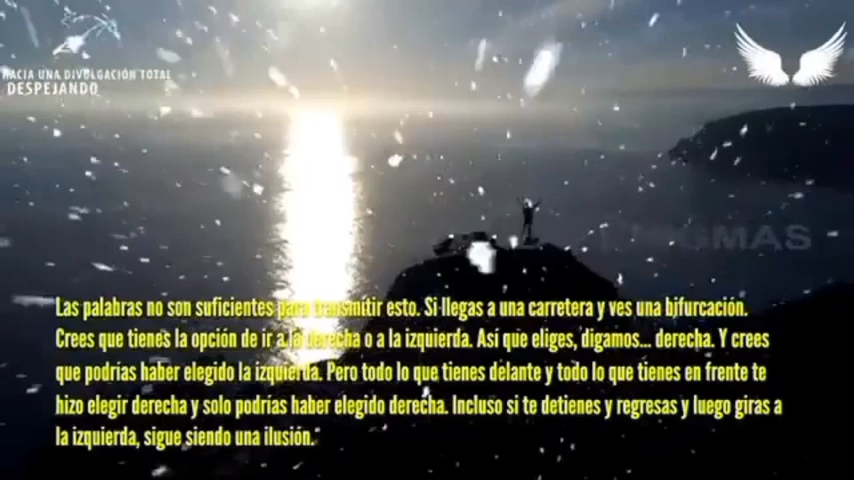 HACIA UNA DIVULGACIÓN TOTAL
DESPEJANDO
ENIGMAS
Las palabras no son suficientes para transmitir esto. Si llegas a una carretera y ves una bifurcación.
Crees que tienes la opción de ir a la derecha o a la izquierda. Así que eliges, digamos... derecha. Y crees
que podrías haber elegido la izquierda. Pero todo lo que tienes delante y todo lo que tienes en frente te
hizo elegir derecha y solo podrías haber elegido derecha. Incluso si te detienes y regresas y luego giras a
la izquierda, sigue siendo una ilusión.